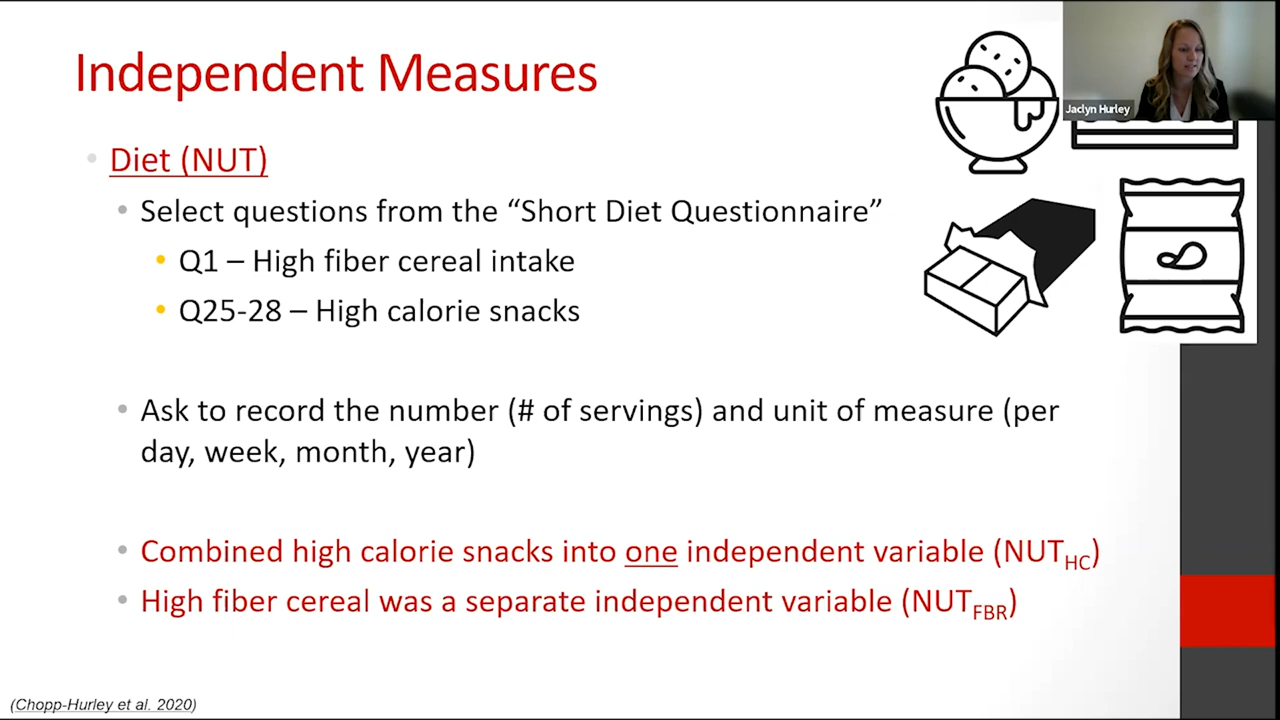 Independent Measures
Jaclyn Hurley
• Diet (NUT)
• Select questions from the “Short Diet Questionnaire”
• Q1 – High fiber cereal intake
• Q25-28 – High calorie snacks
• Ask to record the number (# of servings) and unit of measure (per
day, week, month, year)
• Combined high calorie snacks into one independent variable (NUTHC)
• High fiber cereal was a separate independent variable (NUTFBR)
(Chopp-Hurley et al. 2020)